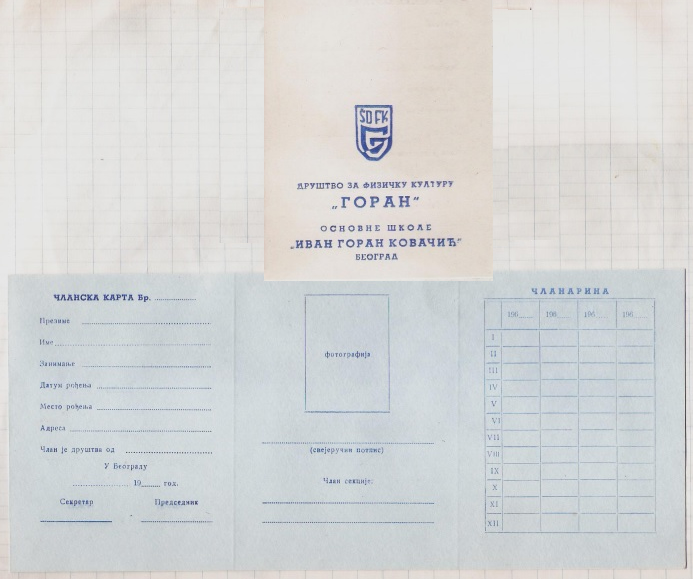 ŠDFK
G
ДРУШТВО ЗА ФИЗИЧКУ КУЛТУРУ
„ГОРАН”
ОСНОВНЕ ШКОЛЕ
„ИВАН ГОРАН КОВАЧИЋ”
БЕОГРАД
ЧЛАНСКА КАРТА Бр.
Презиме
Име
Занимање
Датум рођења
Место рођења
Адреса
Члан је друштва од
У Београду
19 год.
Секретар Председник
фотографија
(свејеручан потпис)
Члан секције:
ЧЛАНАРИНА
196 196 196 196
I
II
III
IV
V
VI
VII
VIII
IX
X
XI
XII